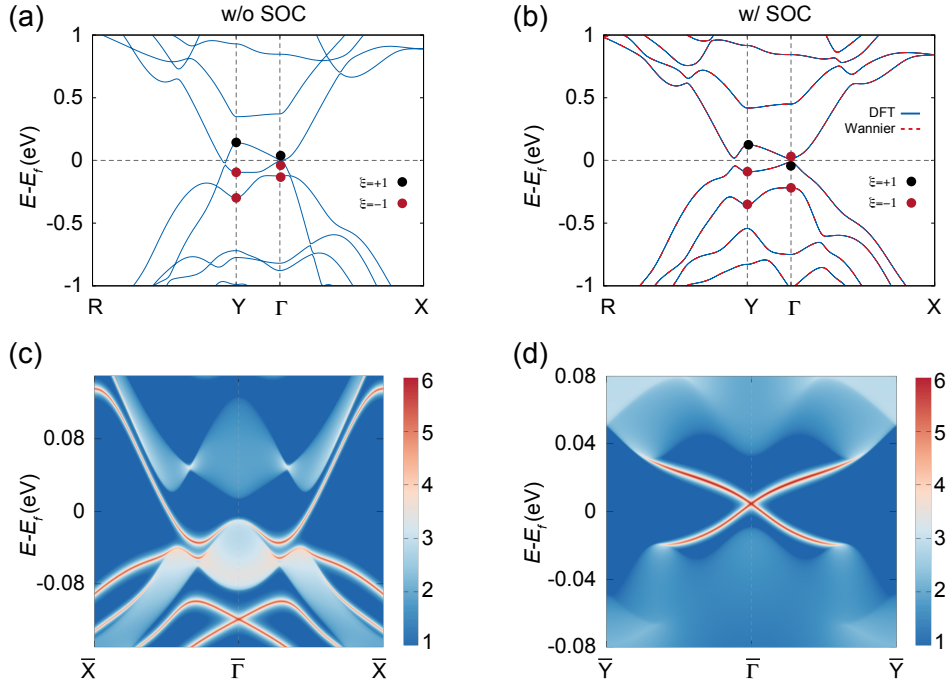 (a) w/o SOC
1
0.5
0
-0.5
-1
E-E_f (eV)
ξ=+1
ξ=-1
R Y Γ X
(b) w/ SOC
1
0.5
0
-0.5
-1
E-E_f (eV)
DFT
Wannier
ξ=+1
ξ=-1
R Y Γ X
(c)
0.08
0
-0.08
E-E_f (eV)
X̅ Γ̅ X̅
6
5
4
3
2
1
(d)
0.08
0.04
0
-0.04
-0.08
E-E_f (eV)
Y̅ Γ̅ Y̅
6
5
4
3
2
1